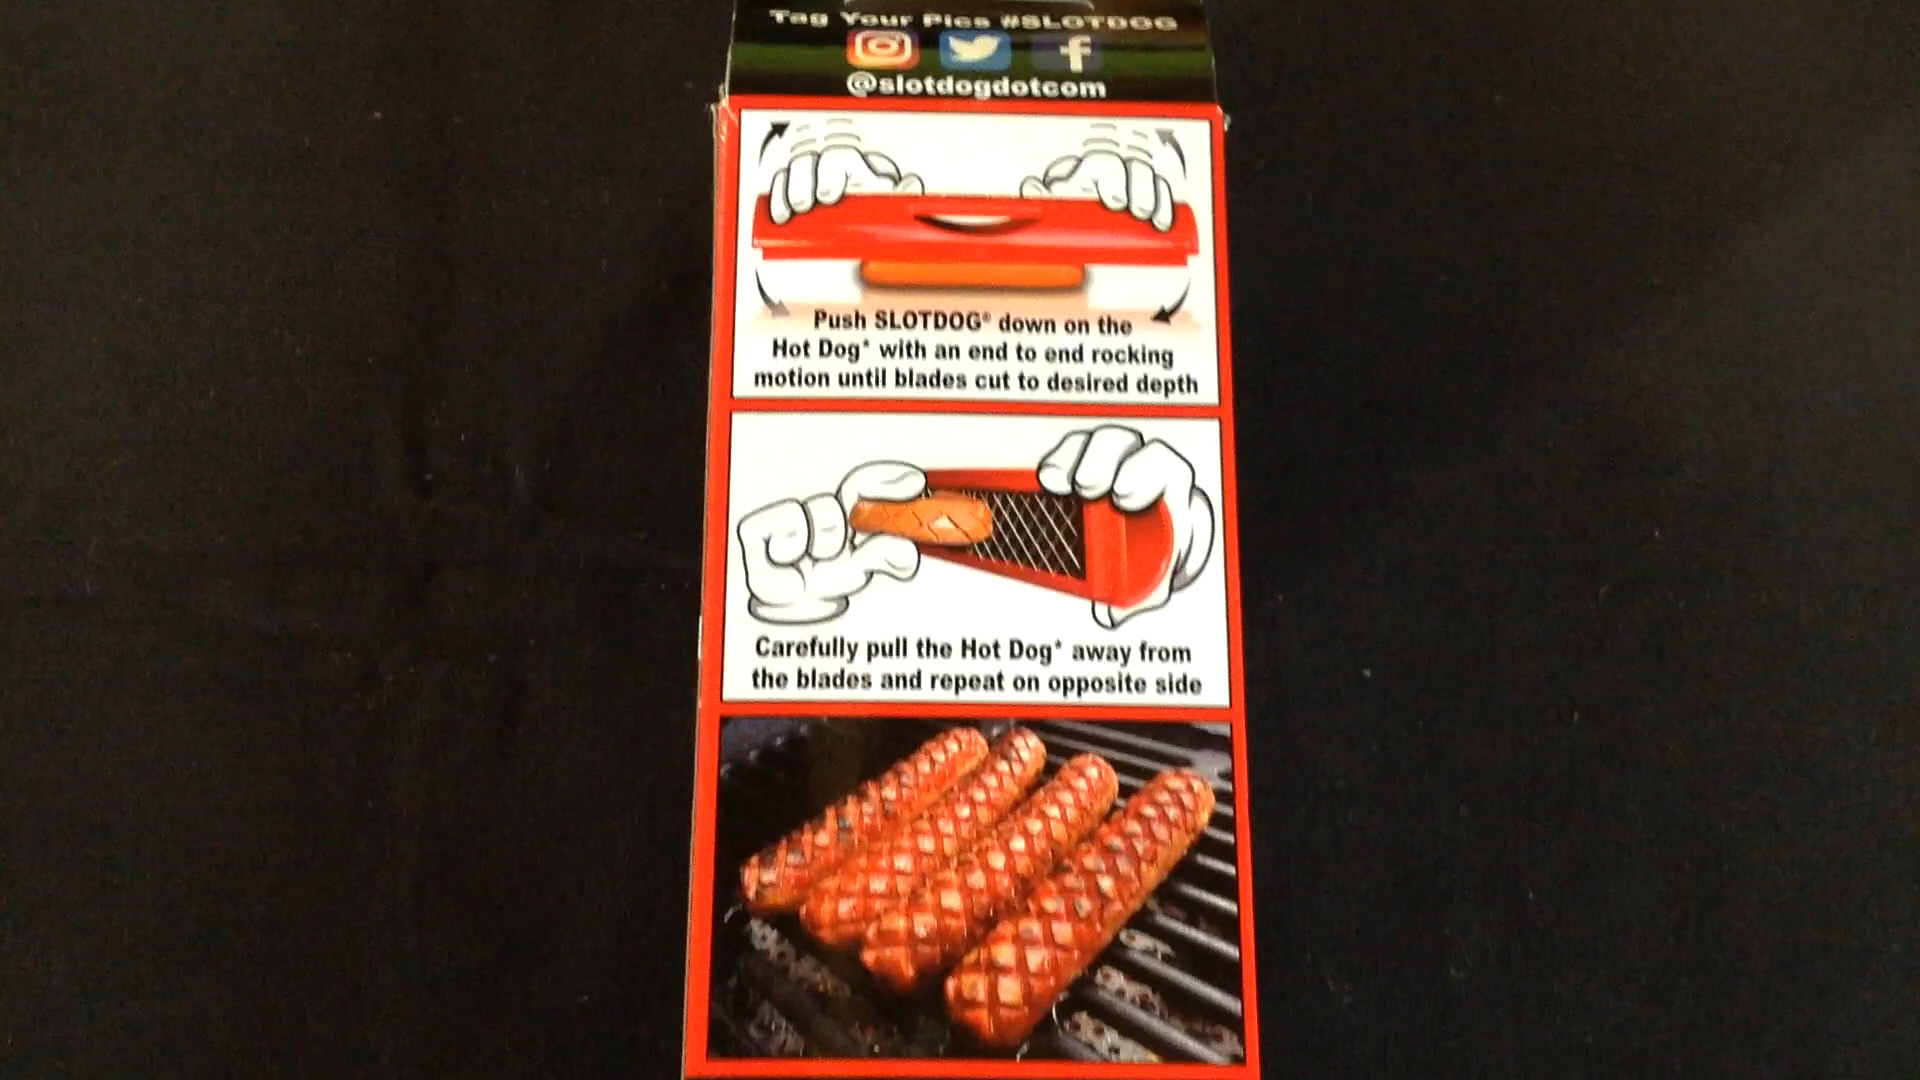 Tag Your Pics #SLOTDOG
@slotdogdotcom
Push SLOTDOG® down on the
Hot Dog* with an end to end rocking
motion until blades cut to desired depth
Carefully pull the Hot Dog* away from
the blades and repeat on opposite side